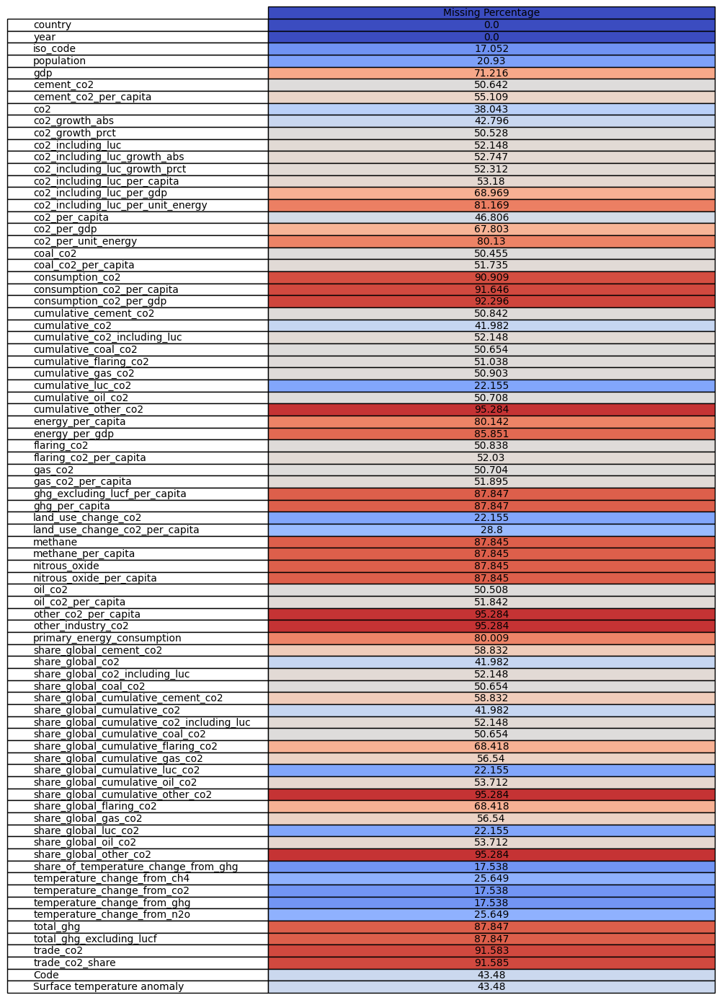 Missing Percentage
country 0.0
year 0.0
iso_code 17.052
population 20.93
gdp 71.216
cement_co2 50.642
cement_co2_per_capita 55.109
co2 38.043
co2_growth_abs 42.796
co2_growth_prct 50.528
co2_including_luc 52.148
co2_including_luc_growth_abs 52.747
co2_including_luc_growth_prct 52.312
co2_including_luc_per_capita 53.18
co2_including_luc_per_gdp 68.969
co2_including_luc_per_unit_energy 81.169
co2_per_capita 46.806
co2_per_gdp 67.803
co2_per_unit_energy 80.13
coal_co2 50.455
coal_co2_per_capita 51.735
consumption_co2 90.909
consumption_co2_per_capita 91.646
consumption_co2_per_gdp 92.296
cumulative_cement_co2 50.842
cumulative_co2 41.982
cumulative_co2_including_luc 52.148
cumulative_coal_co2 50.654
cumulative_flaring_co2 51.038
cumulative_gas_co2 50.903
cumulative_luc_co2 22.155
cumulative_oil_co2 50.708
cumulative_other_co2 95.284
energy_per_capita 80.142
energy_per_gdp 85.851
flaring_co2 50.838
flaring_co2_per_capita 52.03
gas_co2 50.704
gas_co2_per_capita 51.895
ghg_excluding_lucf_per_capita 87.847
ghg_per_capita 87.847
land_use_change_co2 22.155
land_use_change_co2_per_capita 28.8
methane 87.845
methane_per_capita 87.845
nitrous_oxide 87.845
nitrous_oxide_per_capita 87.845
oil_co2 50.508
oil_co2_per_capita 51.842
other_co2_per_capita 95.284
other_industry_co2 95.284
primary_energy_consumption 80.009
share_global_cement_co2 58.832
share_global_co2 41.982
share_global_co2_including_luc 52.148
share_global_coal_co2 50.654
share_global_cumulative_cement_co2 58.832
share_global_cumulative_co2 41.982
share_global_cumulative_co2_including_luc 52.148
share_global_cumulative_coal_co2 50.654
share_global_cumulative_flaring_co2 68.418
share_global_cumulative_gas_co2 56.54
share_global_cumulative_luc_co2 22.155
share_global_cumulative_oil_co2 53.712
share_global_cumulative_other_co2 95.284
share_global_flaring_co2 68.418
share_global_gas_co2 56.54
share_global_luc_co2 22.155
share_global_oil_co2 53.712
share_global_other_co2 95.284
share_of_temperature_change_from_ghg 17.538
temperature_change_from_ch4 25.649
temperature_change_from_co2 17.538
temperature_change_from_ghg 17.538
temperature_change_from_n2o 25.649
total_ghg 87.847
total_ghg_excluding_lucf 87.847
trade_co2 91.583
trade_co2_share 91.585
Code 43.48
Surface temperature anomaly 43.48